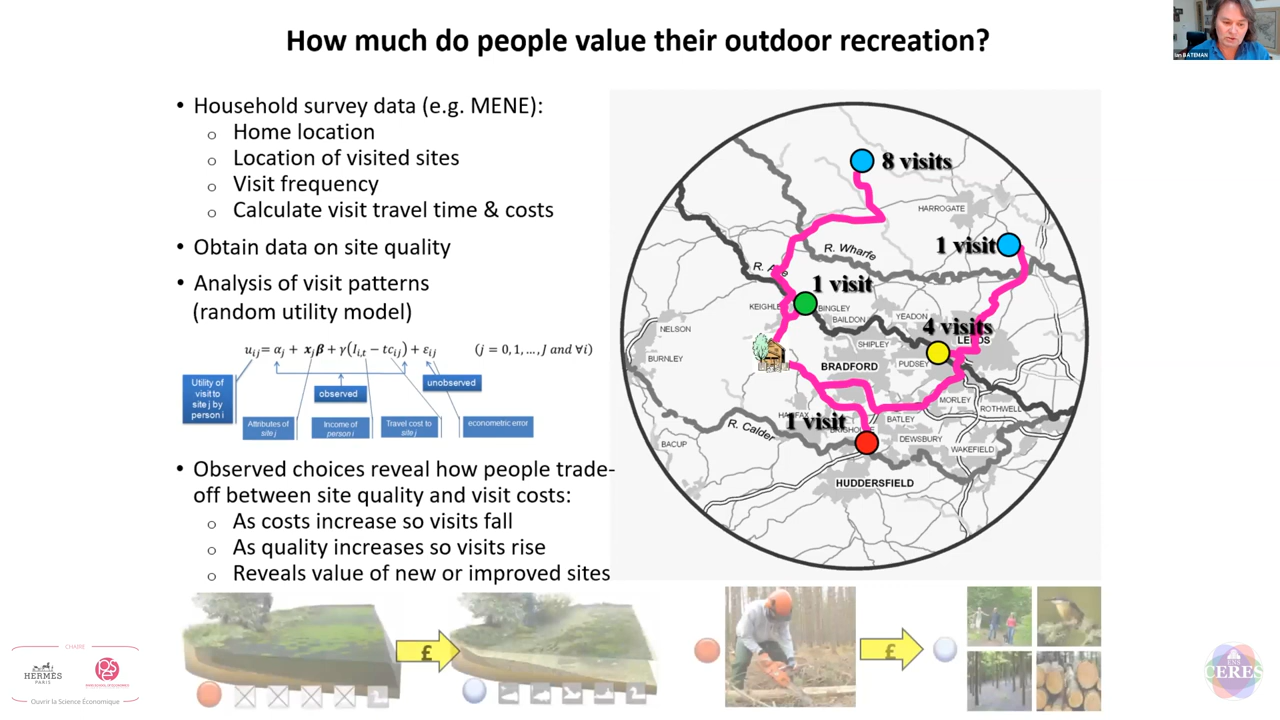 How much do people value their outdoor recreation?
Ian BATEMAN
• Household survey data (e.g. MENE):
o Home location
o Location of visited sites
o Visit frequency
o Calculate visit travel time & costs
• Obtain data on site quality
• Analysis of visit patterns
(random utility model)
u_ij = α_j + x_j β + γ(I_i,t − tc_ij) + ε_ij (j = 0, 1, …, J and ∀i)
Utility of
visit to
site j by
person i
observed
unobserved
Attributes of
site j
Income of
person i
Travel cost to
site j
econometric error
• Observed choices reveal how people trade-
off between site quality and visit costs:
o As costs increase so visits fall
o As quality increases so visits rise
o Reveals value of new or improved sites
8 visits
HARROGATE
1 visit
R. Wharfe
1 visit
BINGLEY
BAILDON
YEADON
4 visits
NELSON
SHIPLEY
BURNLEY
BRADFORD
PUDSEY
MORLEY
ROTHWELL
1 visit
BATLEY
R. Calder
BACUP
DEWSBURY
WAKEFIELD
HUDDERSFIELD
£
£
CHAIRE
HERMÈS
PARIS
Ouvrir la Science Économique
ENS
CERES